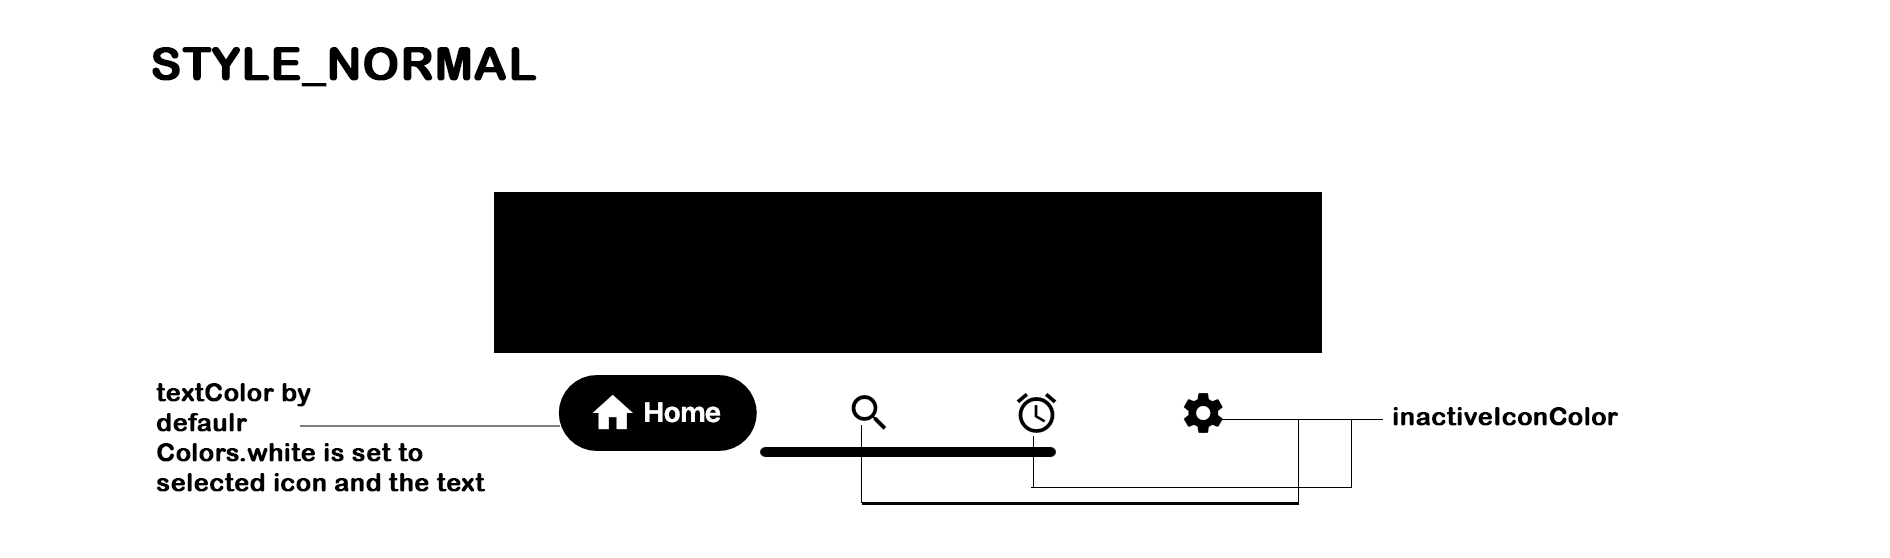 STYLE_NORMAL
textColor by
defaulr
Colors.white is set to
selected icon and the text
Home
inactiveIconColor